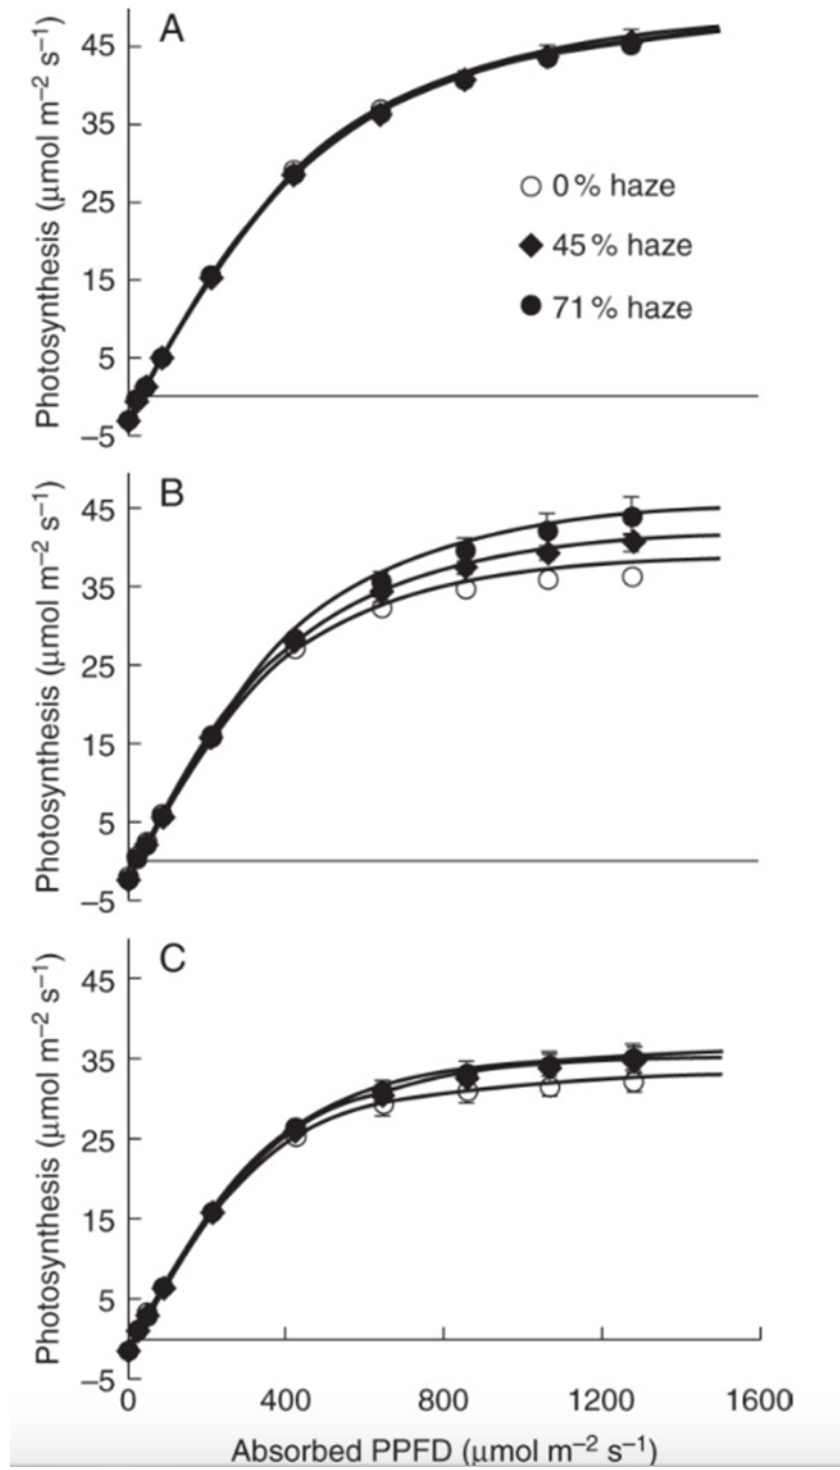 A
Photosynthesis (μmol m⁻² s⁻¹)
45
35
25
15
5
–5
0 % haze
45 % haze
71 % haze
B
Photosynthesis (μmol m⁻² s⁻¹)
45
35
25
15
5
–5
C
Photosynthesis (μmol m⁻² s⁻¹)
45
35
25
15
5
–5
0 400 800 1200 1600
Absorbed PPFD (μmol m⁻² s⁻¹)